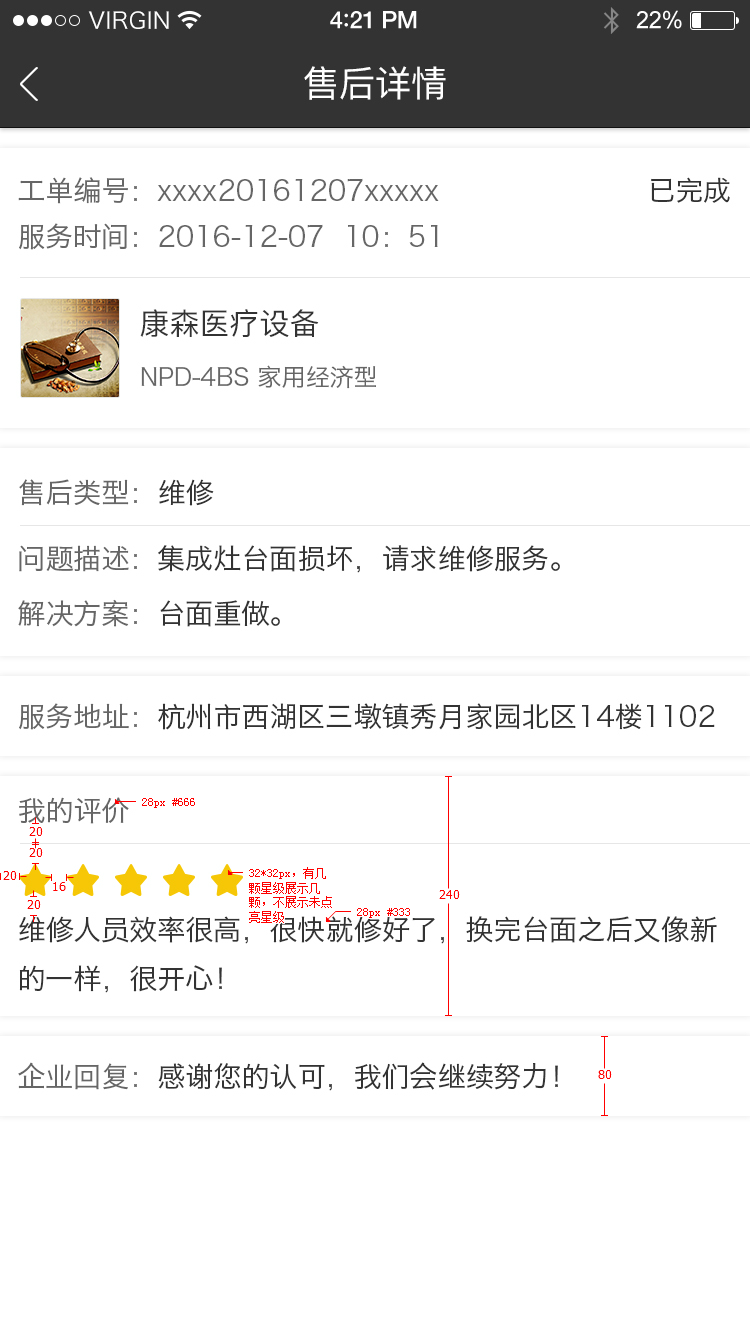 VIRGIN 4:21 PM 22%
售后详情
工单编号：xxxx20161207xxxxx 已完成
服务时间：2016-12-07 10：51
康森医疗设备
NPD-4BS 家用经济型
售后类型：维修
问题描述：集成灶台面损坏，请求维修服务。
解决方案：台面重做。
服务地址：杭州市西湖区三墩镇秀月家园北区14楼1102
我的评价
28px #666
20
20
20
16
20
32*32px，有几
颗星级展示几
颗，不展示未点
亮星级
240
28px #333
维修人员效率很高，很快就修好了，换完台面之后又像新
的一样，很开心！
企业回复：感谢您的认可，我们会继续努力！
80